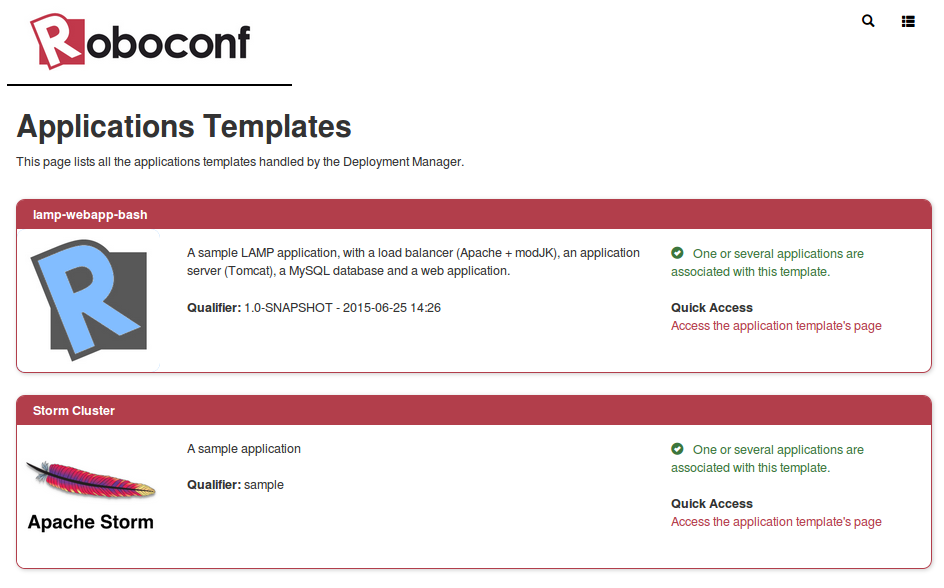 Roboconf
Applications Templates
This page lists all the applications templates handled by the Deployment Manager.
lamp-webapp-bash
A sample LAMP application, with a load balancer (Apache + modJK), an application
server (Tomcat), a MySQL database and a web application.
Qualifier: 1.0-SNAPSHOT - 2015-06-25 14:26
One or several aplications are
associated with this template.
Quick Access
Access the application template's page
R
Storm Cluster
A sample application
Qualifier: sample
One or several applications are
associated with this template.
Quick Access
Access the application template's page
Apache Storm